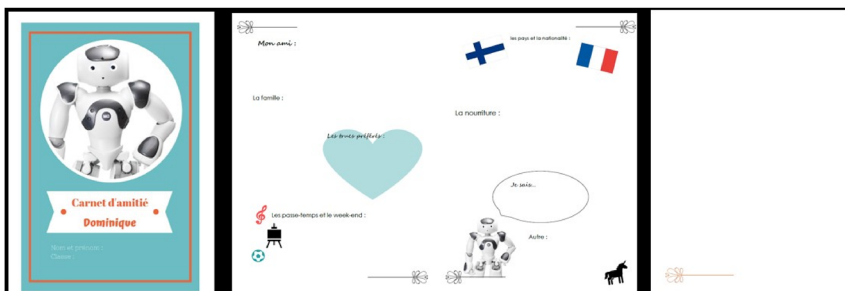 Carnet d'amitié
Dominique
Nom et prénom :
Classe :
Mon ami :
La famille :
Les trucs préférés :
Les passe-temps et le week-end :
les pays et la nationalité :
La nourriture :
Je suis...
Autre :